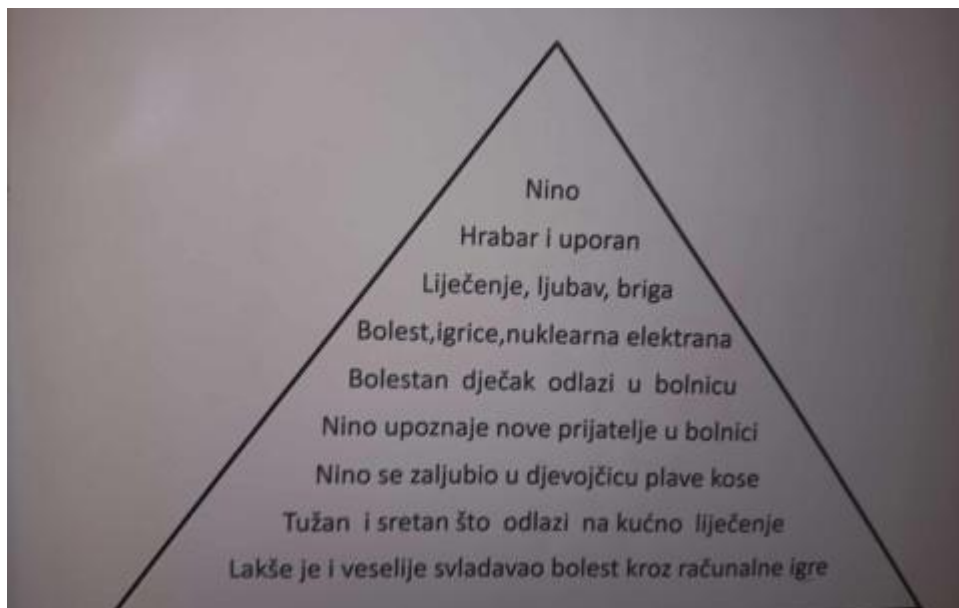 Nino
Hrabar i uporan
Liječenje, ljubav, briga
Bolest,igrice,nuklearna elektrana
Bolestan dječak odlazi u bolnicu
Nino upoznaje nove prijatelje u bolnici
Nino se zaljubio u djevojčicu plave kose
Tužan i sretan što odlazi na kućno liječenje
Lakše je i veselije svladavao bolest kroz računalne igre